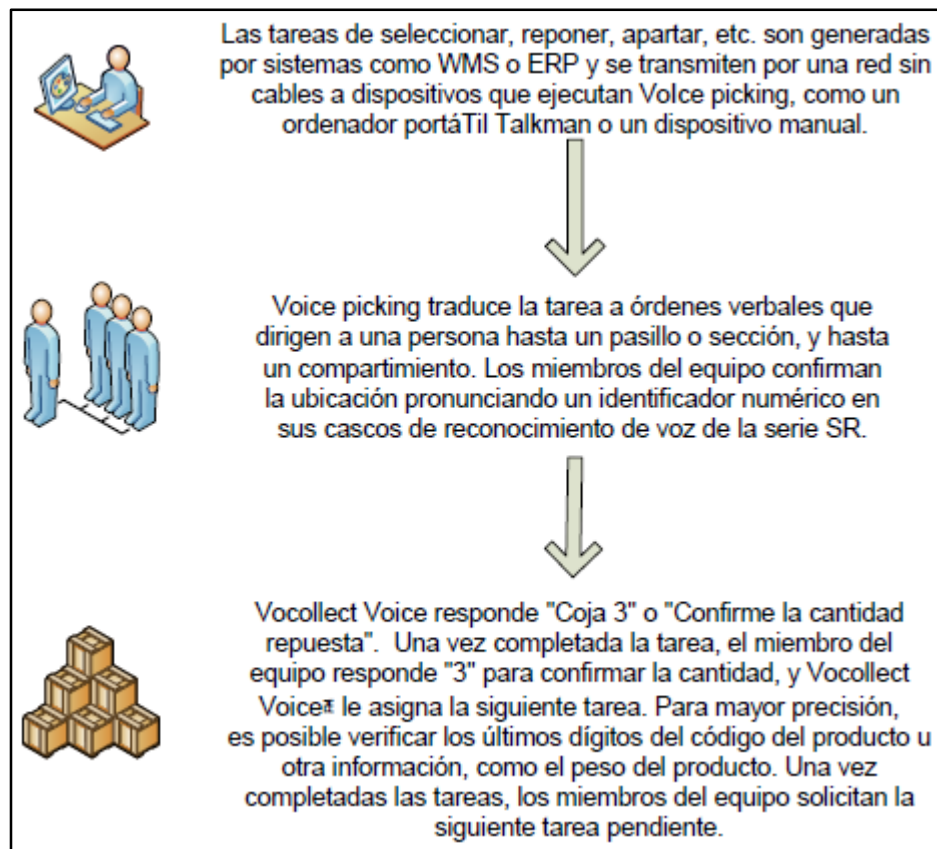 Las tareas de seleccionar, reponer, apartar, etc. son generadas
por sistemas como WMS o ERP y se transmiten por una red sin
cables a dispositivos que ejecutan VoIce picking, como un
ordenador portáTil Talkman o un dispositivo manual.
Voice picking traduce la tarea a órdenes verbales que
dirigen a una persona hasta un pasillo o sección, y hasta
un compartimiento. Los miembros del equipo confirman
la ubicación pronunciando un identificador numérico en
sus cascos de reconocimiento de voz de la serie SR.
Vocollect Voice responde "Coja 3" o "Confirme la cantidad
repuesta". Una vez completada la tarea, el miembro del
equipo responde "3" para confirmar la cantidad, y Vocollect
Voice le asigna la siguiente tarea. Para mayor precisión,
es posible verificar los últimos dígitos del código del producto u
otra información, como el peso del producto. Una vez
completadas las tareas, los miembros del equipo solicitan la
siguiente tarea pendiente.